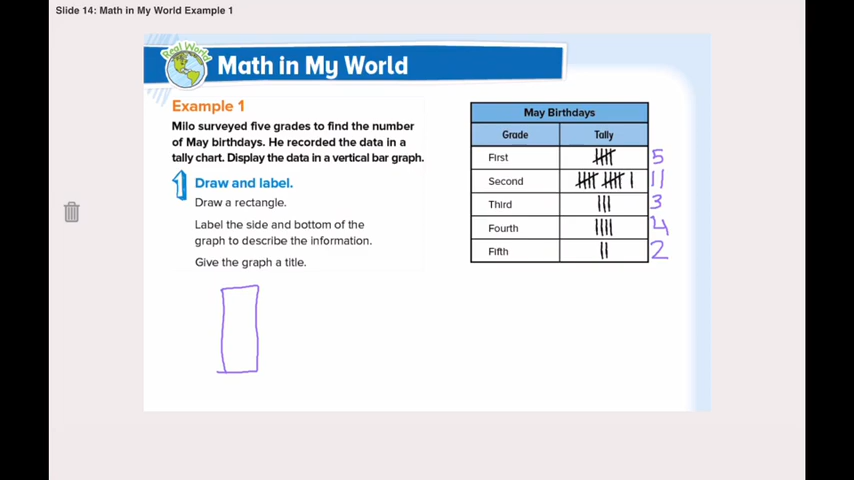 Slide 14: Math in My World Example 1
Real World
Math in My World
Example 1
Milo surveyed five grades to find the number
of May birthdays. He recorded the data in a
tally chart. Display the data in a vertical bar graph.
1 Draw and label.
Draw a rectangle.
Label the side and bottom of the
graph to describe the information.
Give the graph a title.
May Birthdays
Grade Tally
First 5
Second 11
Third 3
Fourth 4
Fifth 2